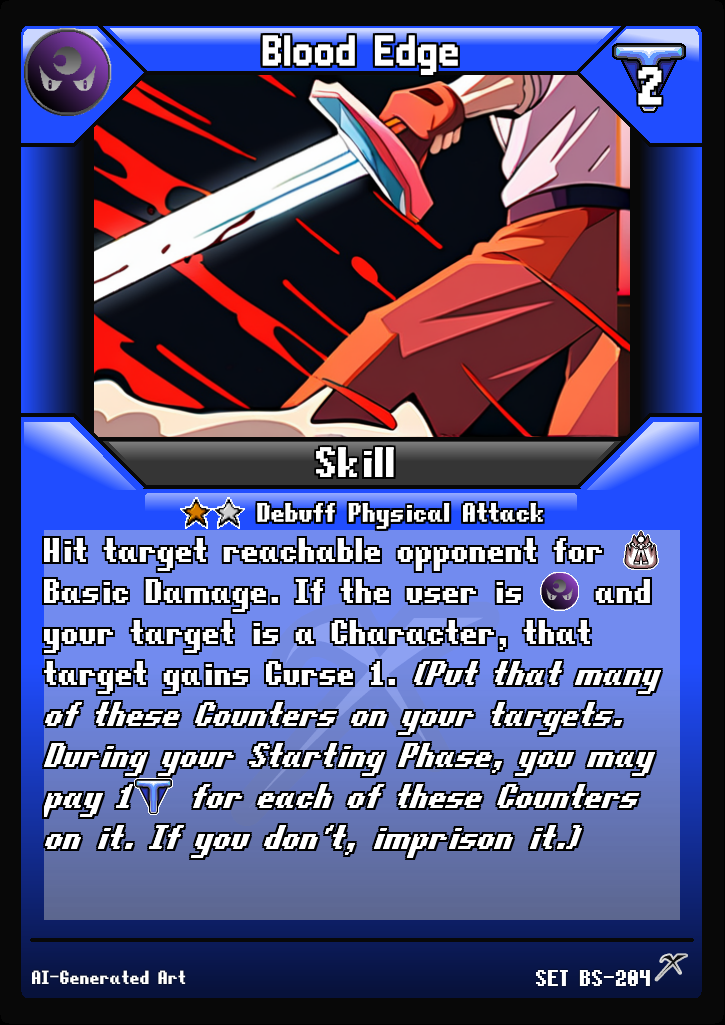 Blood Edge
2
Skill
Debuff Physical Attack
Hit target reachable opponent for
Basic Damage. If the user is and
your target is a Character, that
target gains Curse 1. (Put that many
of these Counters on your targets.
During your Starting Phase, you may
pay 1 for each of these Counters
on it. If you don't, imprison it.)
AI-Generated Art
SET BS-204